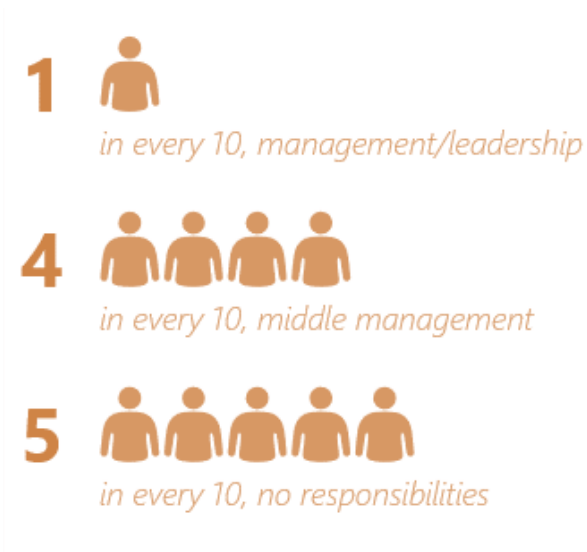 1
in every 10, management/leadership
4
in every 10, middle management
5
in every 10, no responsibilities